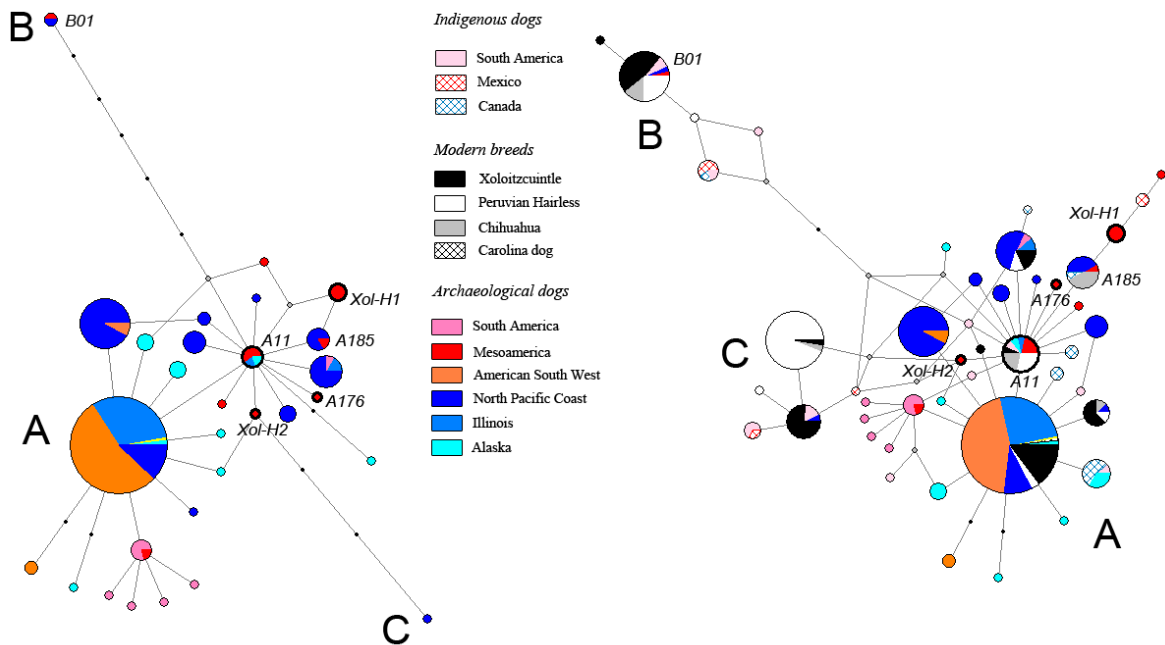 B
B01
Xol-H1
A11
A185
A176
Xol-H2
A
C
Indigenous dogs
South America
Mexico
Canada
Modern breeds
Xoloitzcuintle
Peruvian Hairless
Chihuahua
Carolina dog
Archaeological dogs
South America
Mesoamerica
American South West
North Pacific Coast
Illinois
Alaska
B01
B
Xol-H1
A185
A176
C
Xol-H2
A11
A